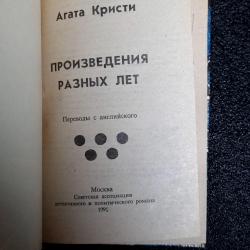 Агата Кристи
ПРОИЗВЕДЕНИЯ
РАЗНЫХ ЛЕТ
Переводы с английского
Москва
Советская ассоциация
детективного и политического романа